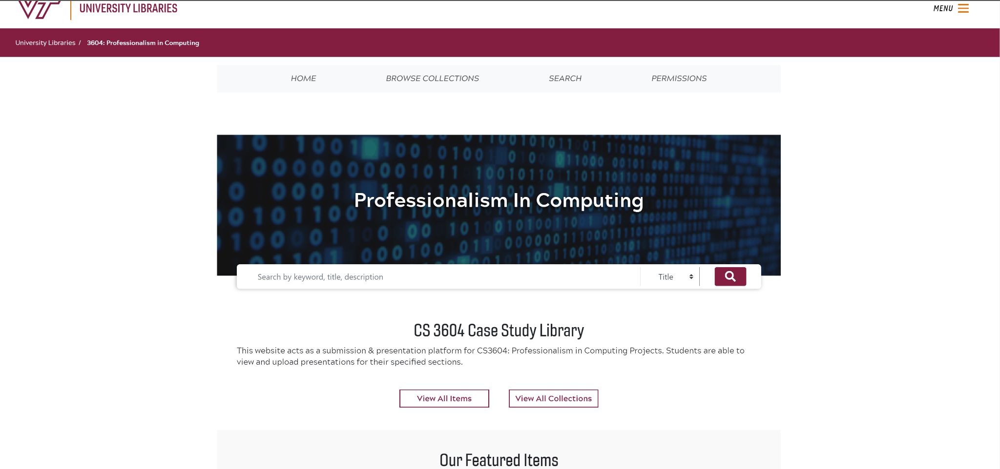 VT
UNIVERSITY LIBRARIES
MENU
University Libraries / 3604: Professionalism in Computing
HOME BROWSE COLLECTIONS SEARCH PERMISSIONS
Professionalism In Computing
Search by keyword, title, description Title
CS 3604 Case Study Library
This website acts as a submission & presentation platform for CS3604: Professionalism in Computing Projects. Students are able to
view and upload presentations for their specified sections.
View All Items View All Collections
Our Featured Items